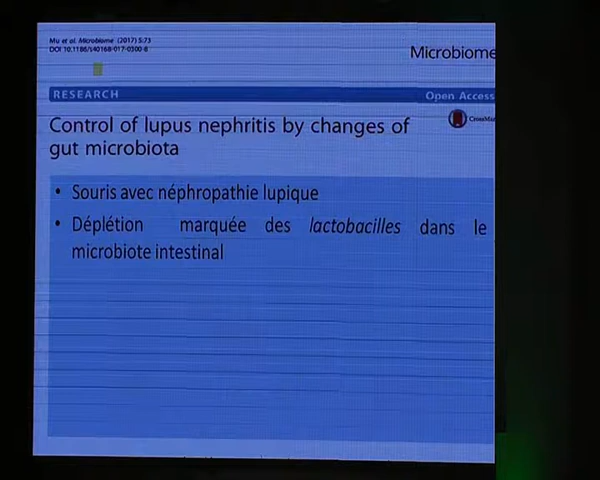 Mu et al. Microbiome (2017) 5:73
DOI 10.1186/s40168-017-0300-8
Microbiome
RESEARCH
Open Access
Control of lupus nephritis by changes of
gut microbiota
• Souris avec néphropathie lupique
• Déplétion marquée des lactobacilles dans le
microbiote intestinal